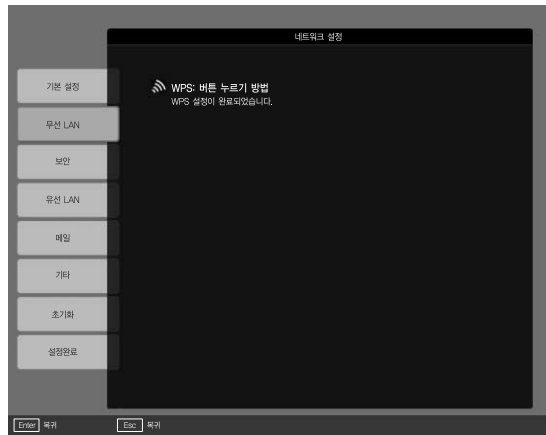 네트워크 설정
기본 설정
무선 LAN
보안
유선 LAN
메일
기타
초기화
설정완료
WPS: 버튼 누르기 방법
WPS 설정이 완료되었습니다.
Enter 복귀 Esc 복귀